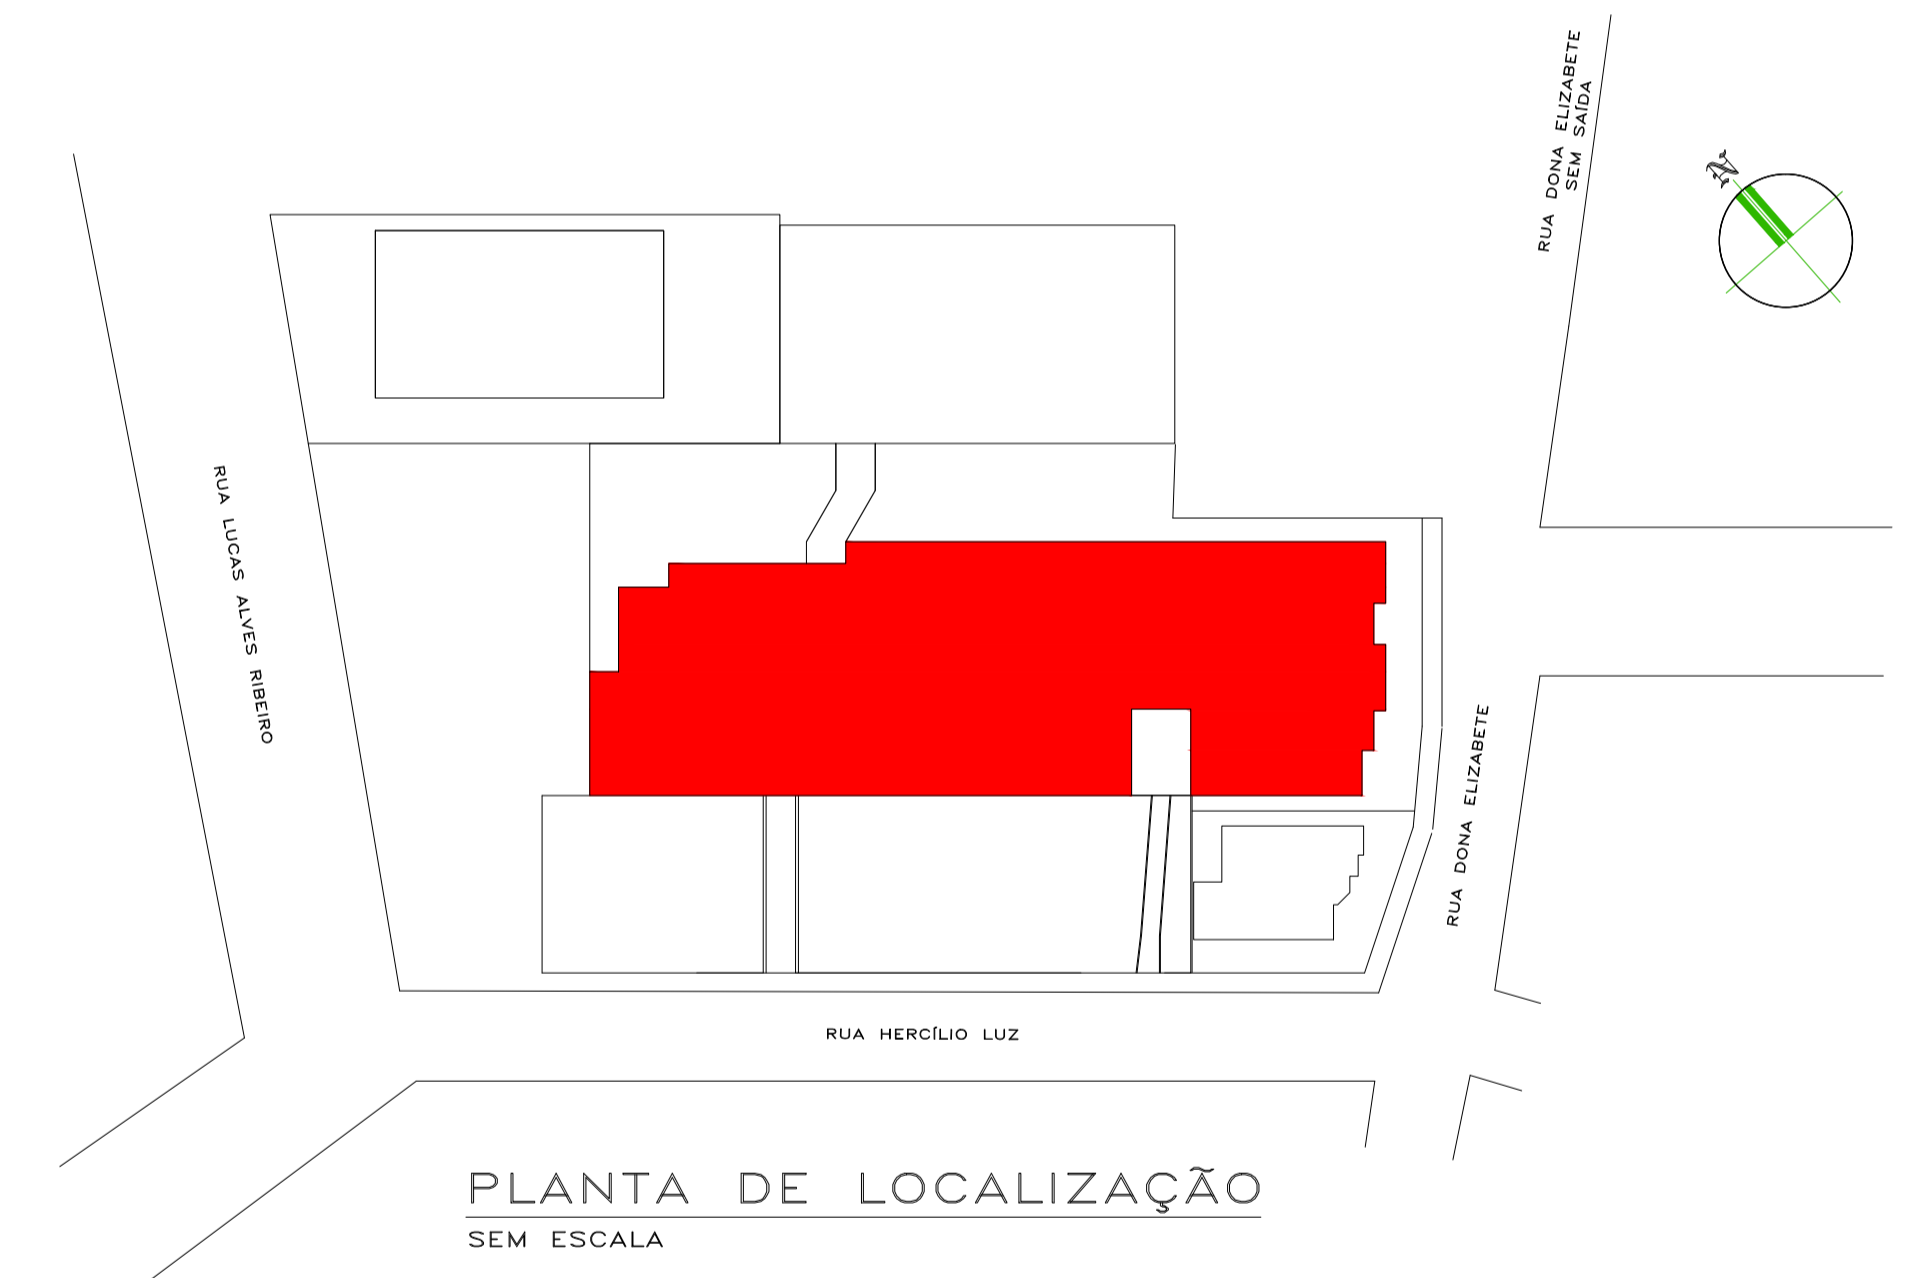 RUA DONA ELIZABETE
SEM SAÍDA
N
RUA LUCAS ALVES RIBEIRO
RUA DONA ELIZABETE
RUA HERCÍLIO LUZ
PLANTA DE LOCALIZAÇÃO
SEM ESCALA